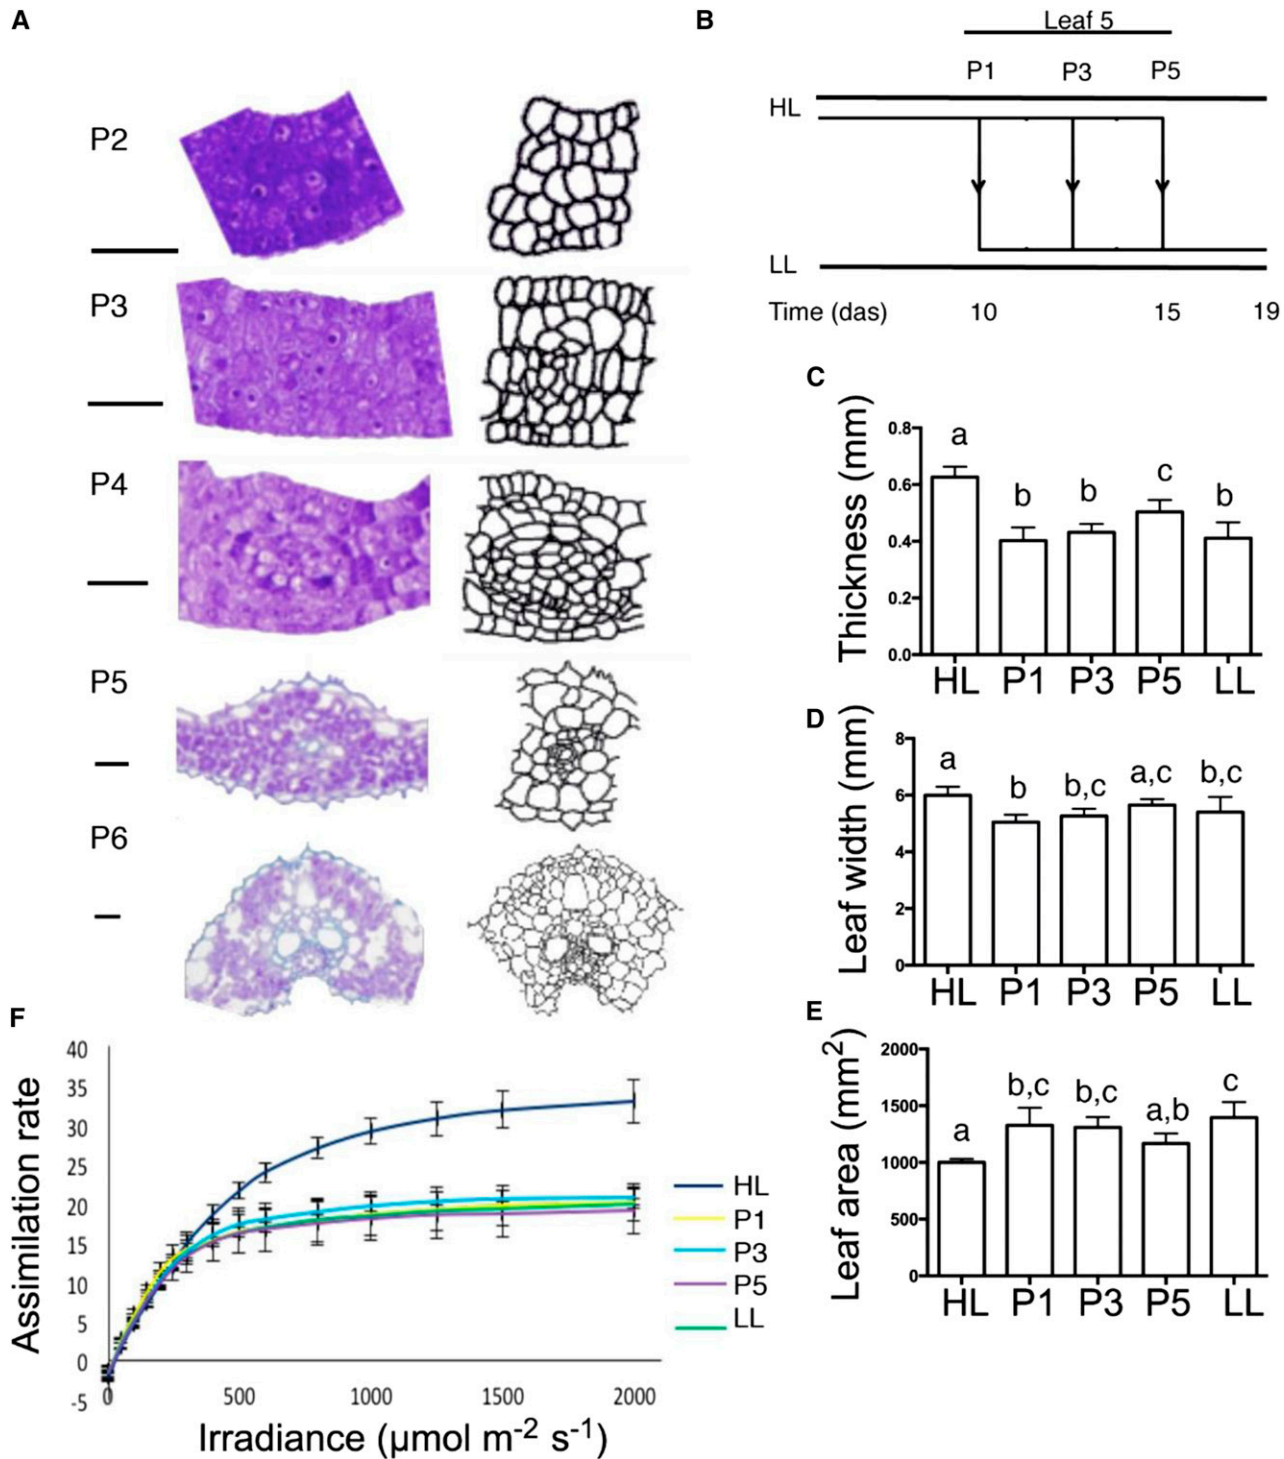 A
P2
P3
P4
P5
P6
B
Leaf 5
P1 P3 P5
HL
LL
Time (das) 10 15 19
C
Thickness (mm)
0.8
0.6
0.4
0.2
0.0
a b b c b
HL P1 P3 P5 LL
D
Leaf width (mm)
8
6
4
2
0
a b b,c a,c b,c
HL P1 P3 P5 LL
E
Leaf area (mm²)
2000
1500
1000
500
0
a b,c b,c a,b c
HL P1 P3 P5 LL
F
Assimilation rate
40
35
30
25
20
15
10
5
0
-5
0 500 1000 1500 2000
Irradiance (μmol m⁻² s⁻¹)
HL
P1
P3
P5
LL